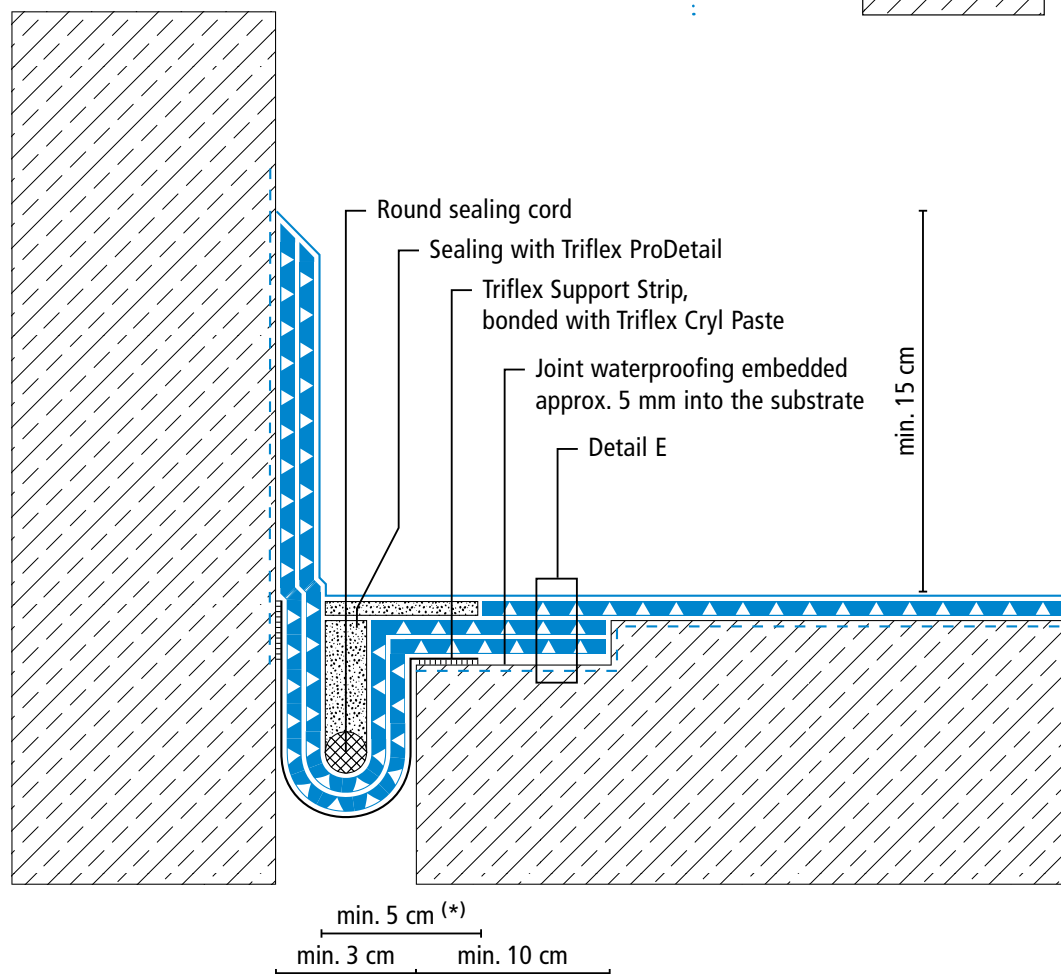 Round sealing cord
Sealing with Triflex ProDetail
Triflex Support Strip,
bonded with Triflex Cryl Paste
Joint waterproofing embedded
approx. 5 mm into the substrate
Detail E
min. 15 cm
min. 5 cm (*)
min. 3 cm
min. 10 cm